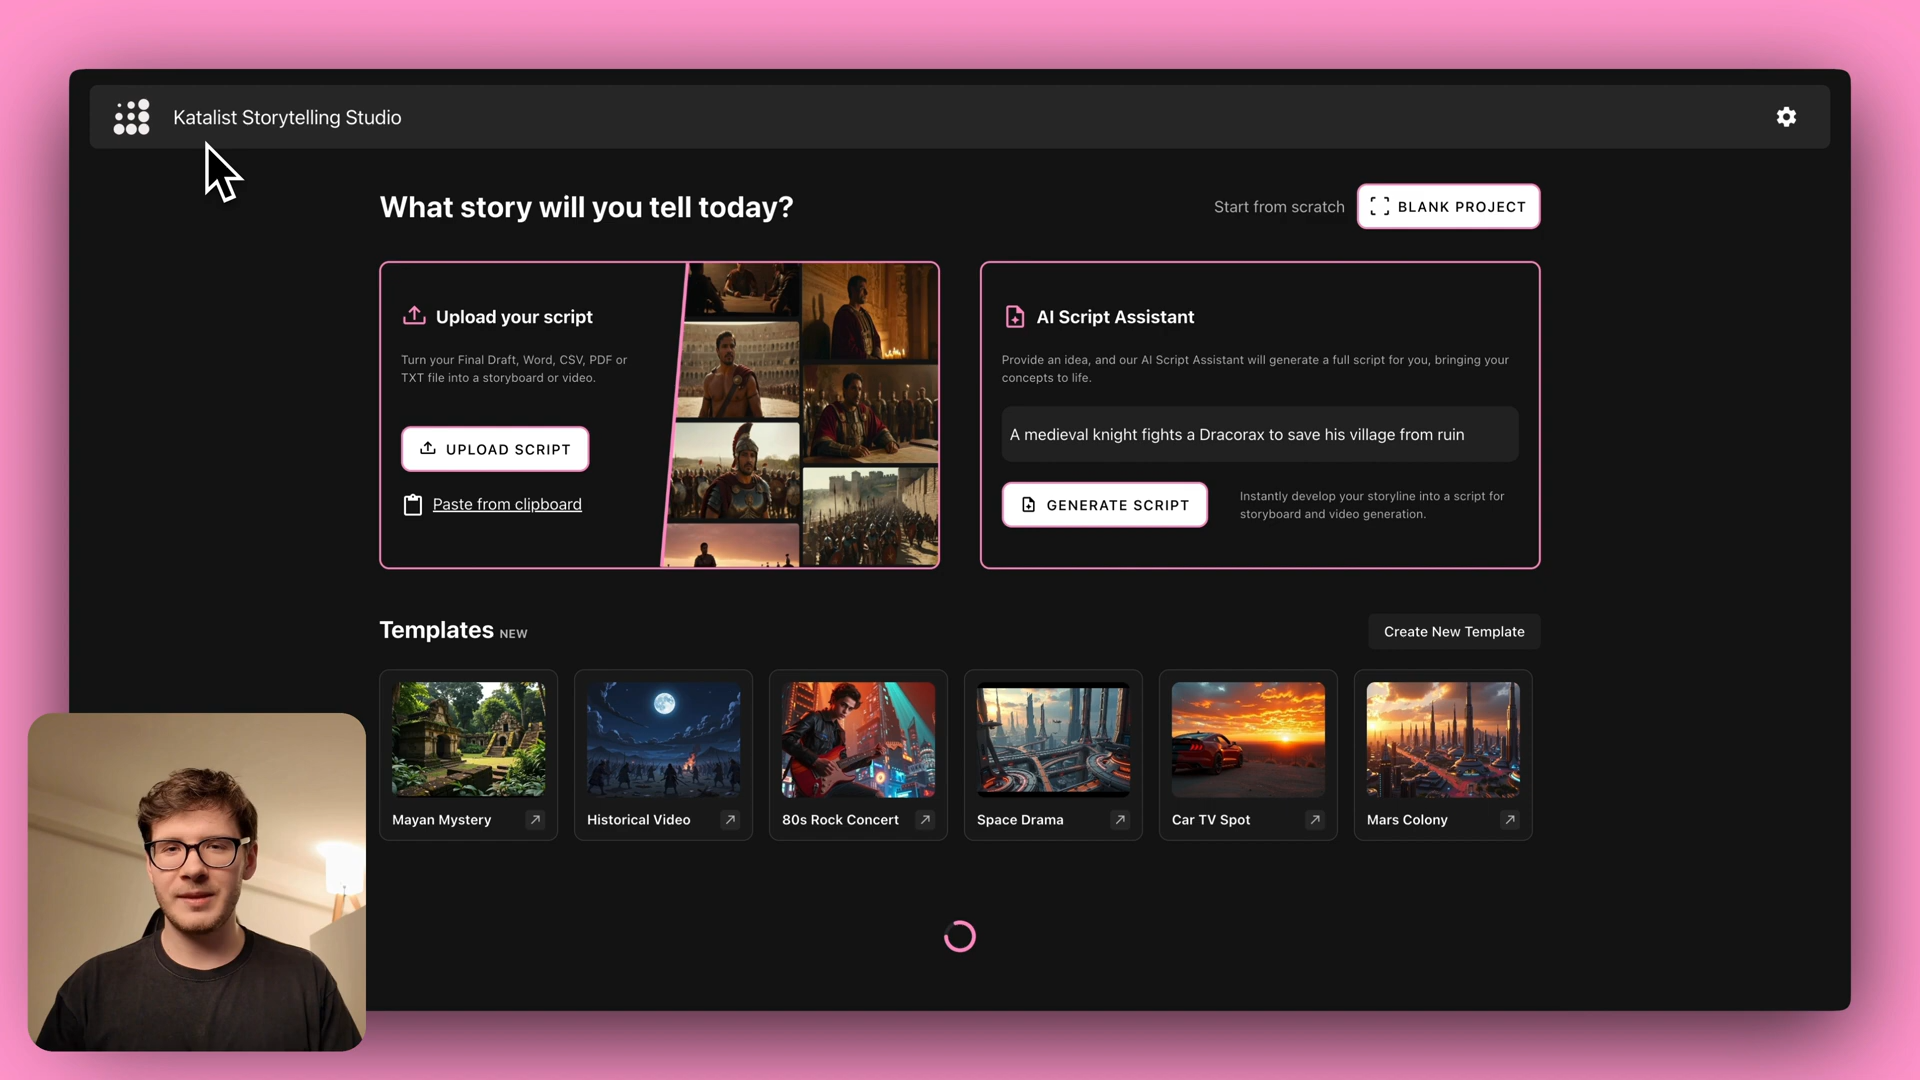 Katalist Storytelling Studio
What story will you tell today?
Start from scratch
BLANK PROJECT
Upload your script
Turn your Final Draft, Word, CSV, PDF or
TXT file into a storyboard or video.
UPLOAD SCRIPT
Paste from clipboard
AI Script Assistant
Provide an idea, and our AI Script Assistant will generate a full script for you, bringing your
concepts to life.
A medieval knight fights a Dracorax to save his village from ruin
GENERATE SCRIPT
Instantly develop your storyline into a script for
storyboard and video generation.
Templates NEW
Create New Template
Mayan Mystery
Historical Video
80s Rock Concert
Space Drama
Car TV Spot
Mars Colony